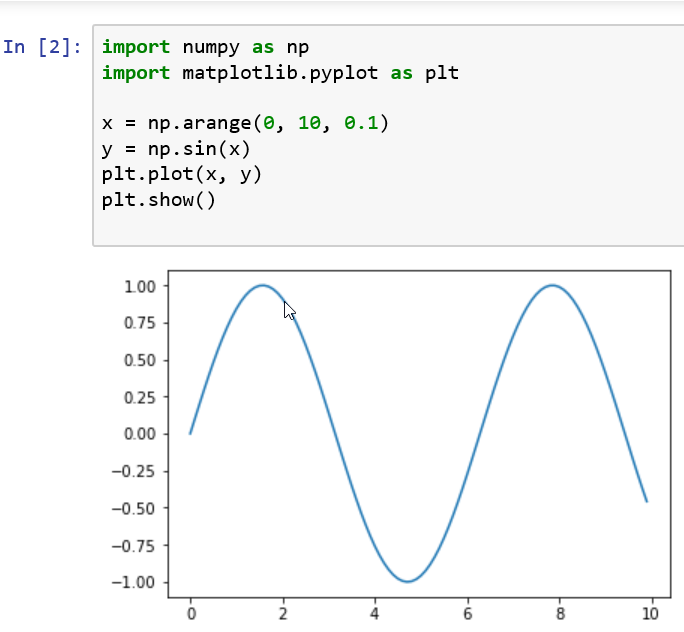 In [2]:
import numpy as np
import matplotlib.pyplot as plt
x = np.arange(0, 10, 0.1)
y = np.sin(x)
plt.plot(x, y)
plt.show()
1.00
0.75
0.50
0.25
0.00
−0.25
−0.50
−0.75
−1.00
0 2 4 6 8 10